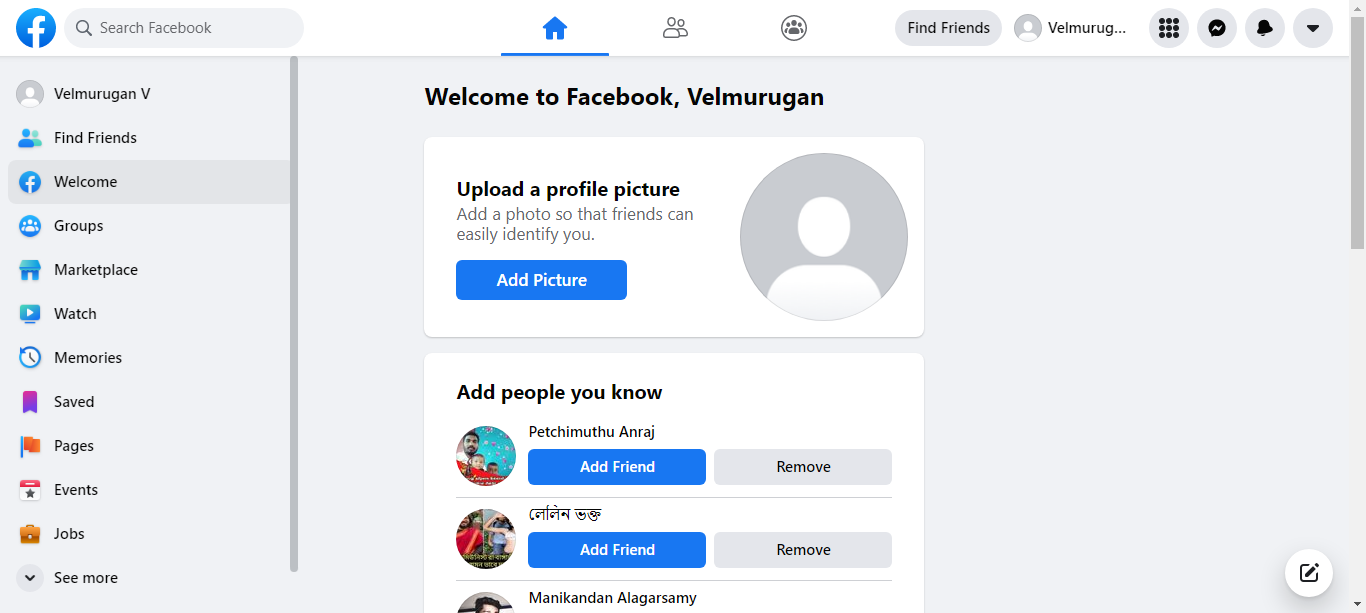 Search Facebook
Find Friends
Velmurug...
Velmurugan V
Find Friends
Welcome
Groups
Marketplace
Watch
Memories
Saved
Pages
Events
Jobs
See more
Welcome to Facebook, Velmurugan
Upload a profile picture
Add a photo so that friends can
easily identify you.
Add Picture
Add people you know
Petchimuthu Anraj
Add Friend
Remove
লেলিন ভক্ত
Add Friend
Remove
Manikandan Alagarsamy